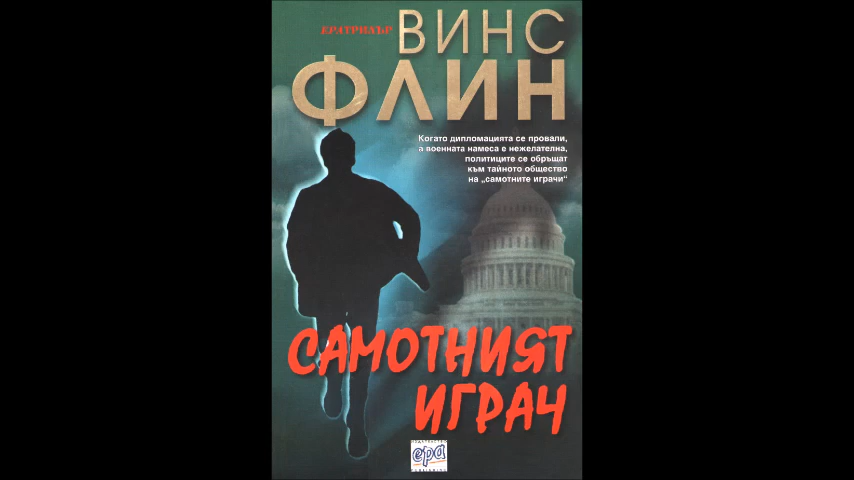 ЕРАТРИЛЪР
ВИНС
ФЛИН
Когато дипломацията се провали,
а военната намеса е нежелателна,
политиците се обръщат
към тайното общество
на „самотните играчи“
САМОТНИЯТ
ИГРАЧ
ера